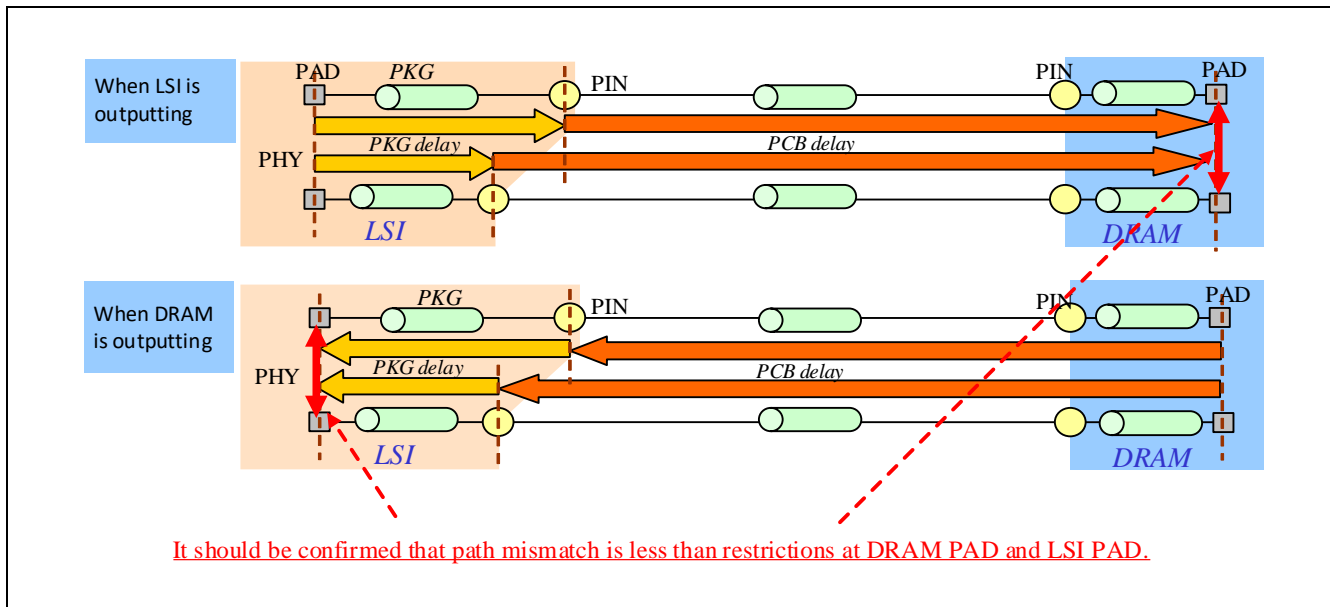 When LSI is
outputting
PAD
PKG
PIN
PIN
PAD
PHY
PKG delay
PCB delay
LSI
DRAM
When DRAM
is outputting
PKG
PIN
PIN
PAD
PHY
PKG delay
PCB delay
LSI
DRAM
It should be confirmed that path mismatch is less than restrictions at DRAM PAD and LSI PAD.